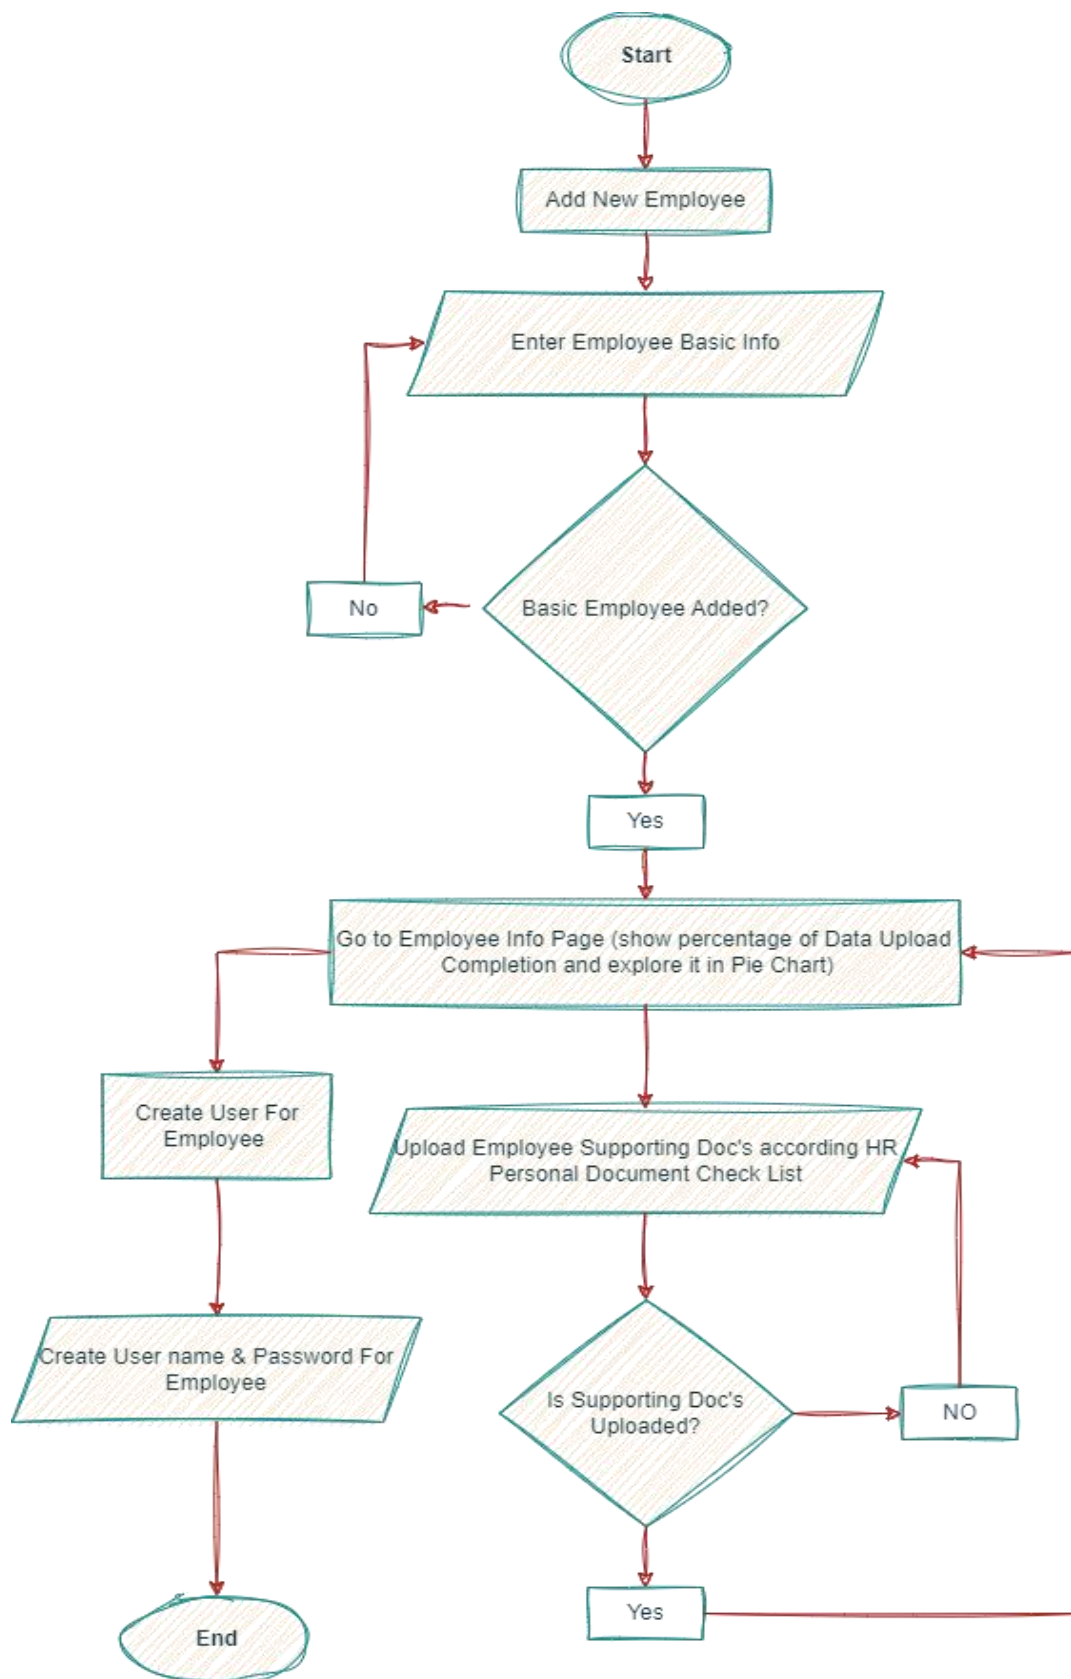 Start
Add New Employee
Enter Employee Basic Info
Basic Employee Added?
No
Yes
Go to Employee Info Page (show percentage of Data Upload
Completion and explore it in Pie Chart)
Create User For
Employee
Upload Employee Supporting Doc's according HR
Personal Document Check List
Create User name & Password For
Employee
Is Supporting Doc's
Uploaded?
NO
Yes
End